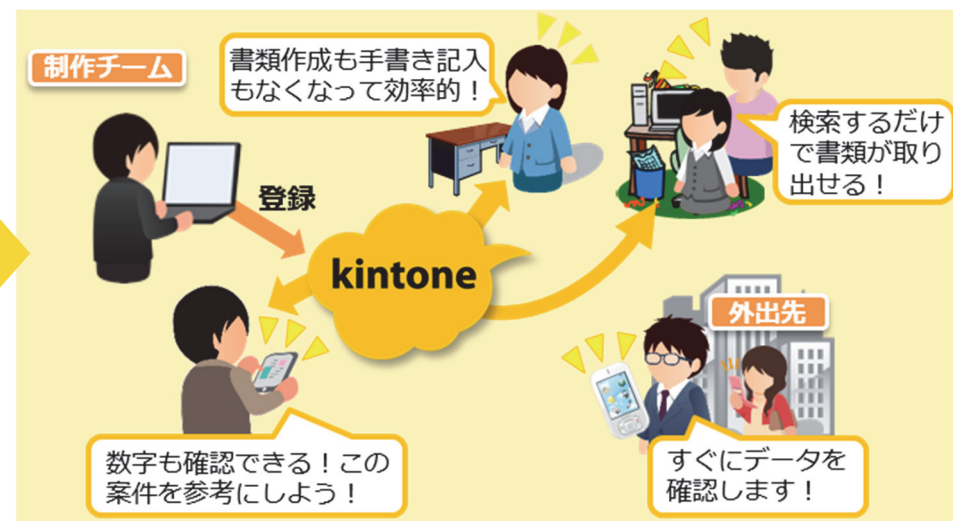 制作チーム
書類作成も手書き記入
もなくなって効率的！
検索するだけ
で書類が取り
出せる！
登録
kintone
外出先
数字も確認できる！この
案件を参考にしよう！
すぐにデータを
確認します！